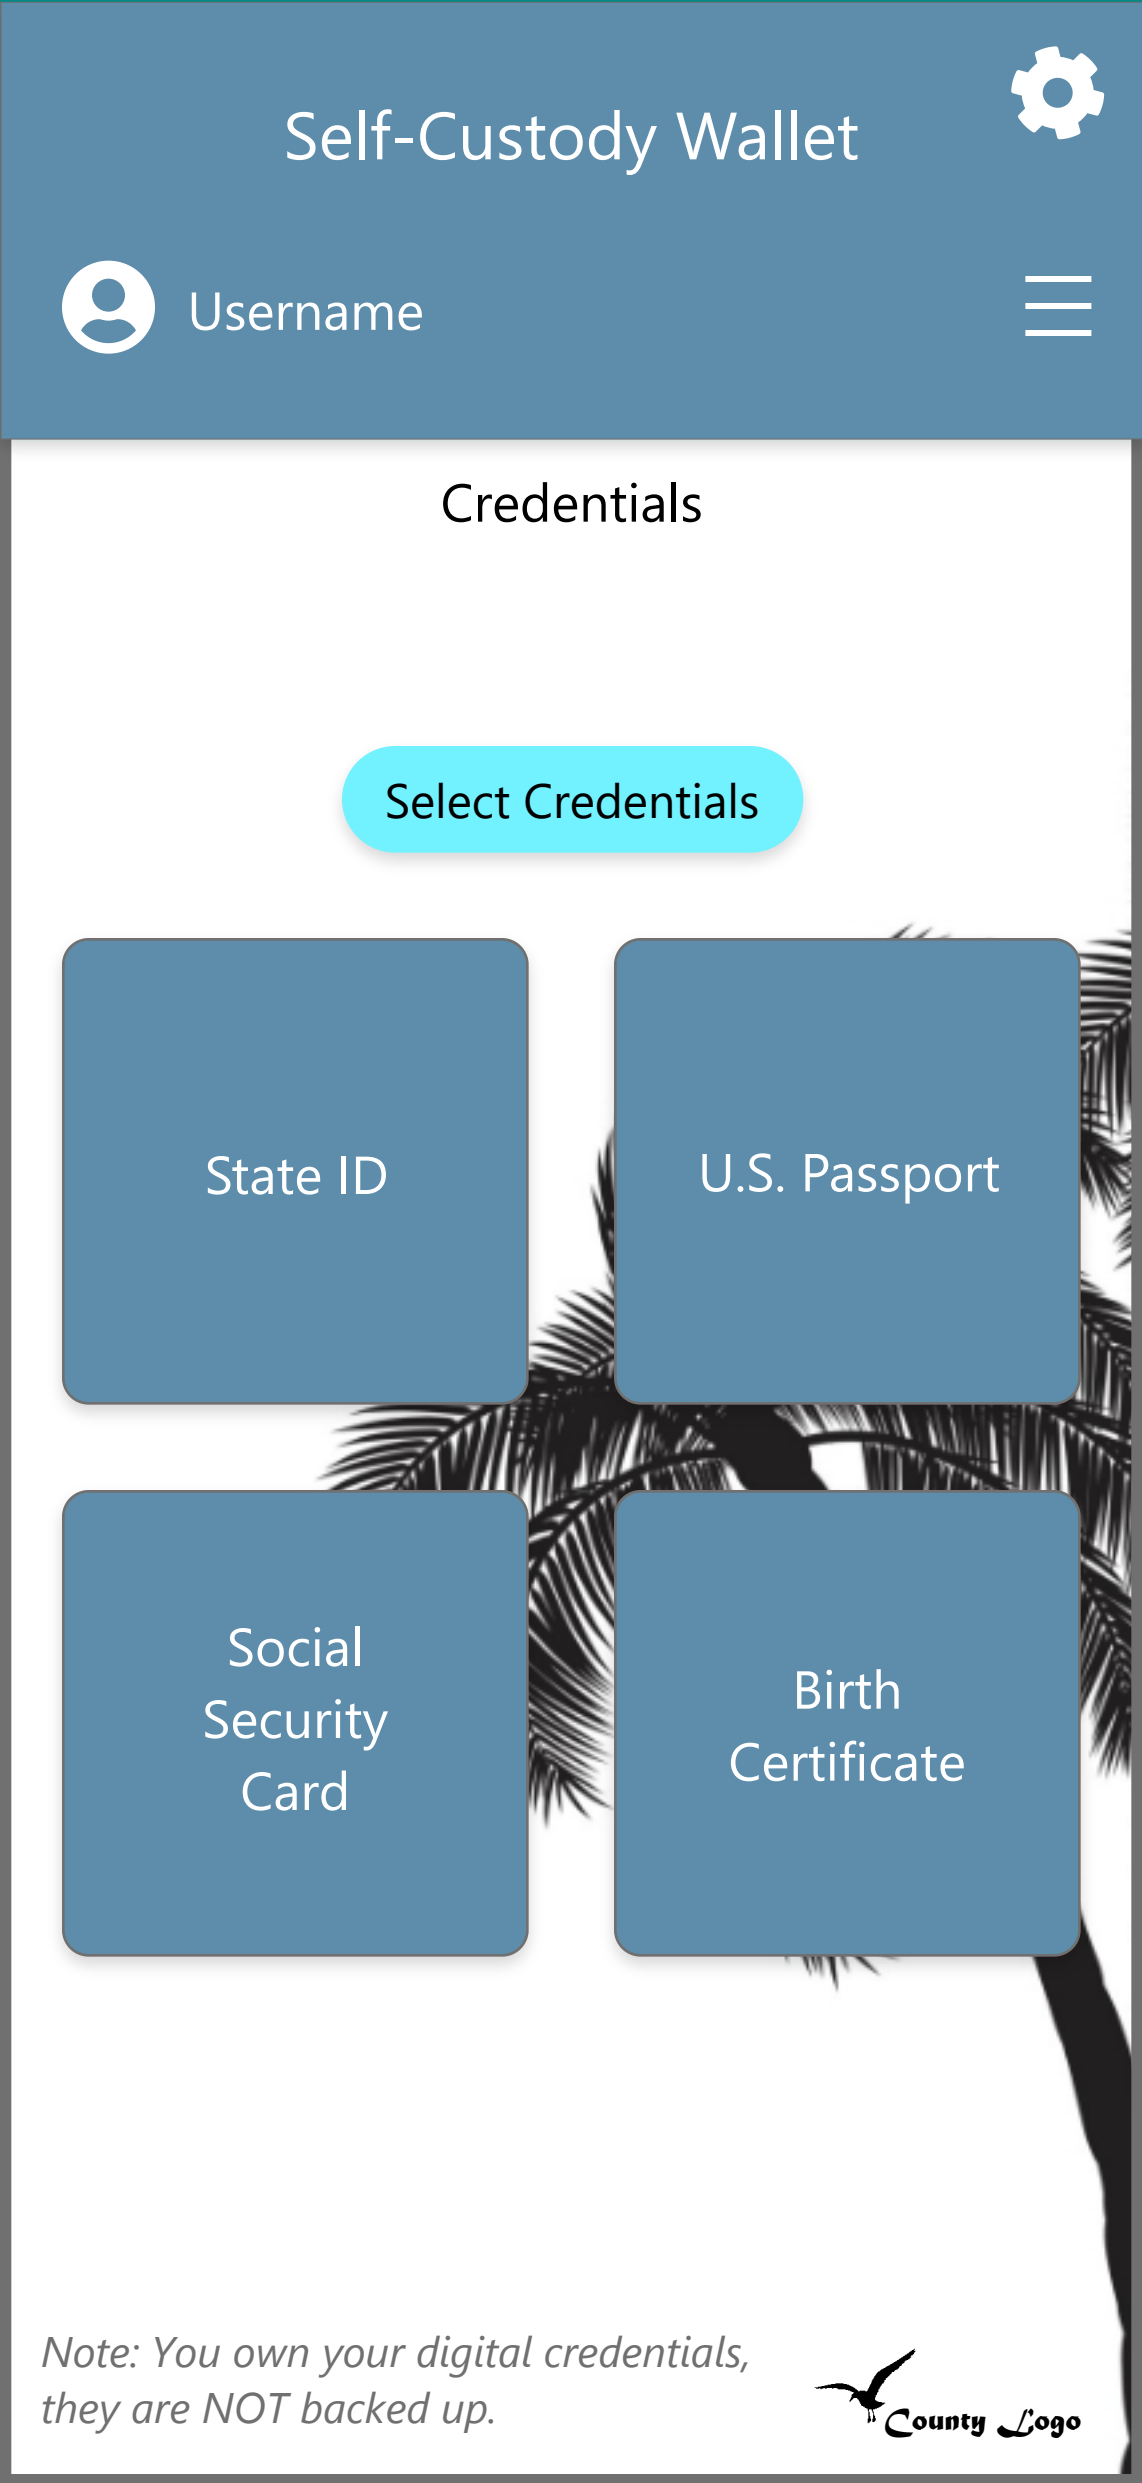 Self-Custody Wallet
Username
Credentials
Select Credentials
State ID
U.S. Passport
Social
Security
Card
Birth
Certificate
Note: You own your digital credentials,
they are NOT backed up.
County Logo